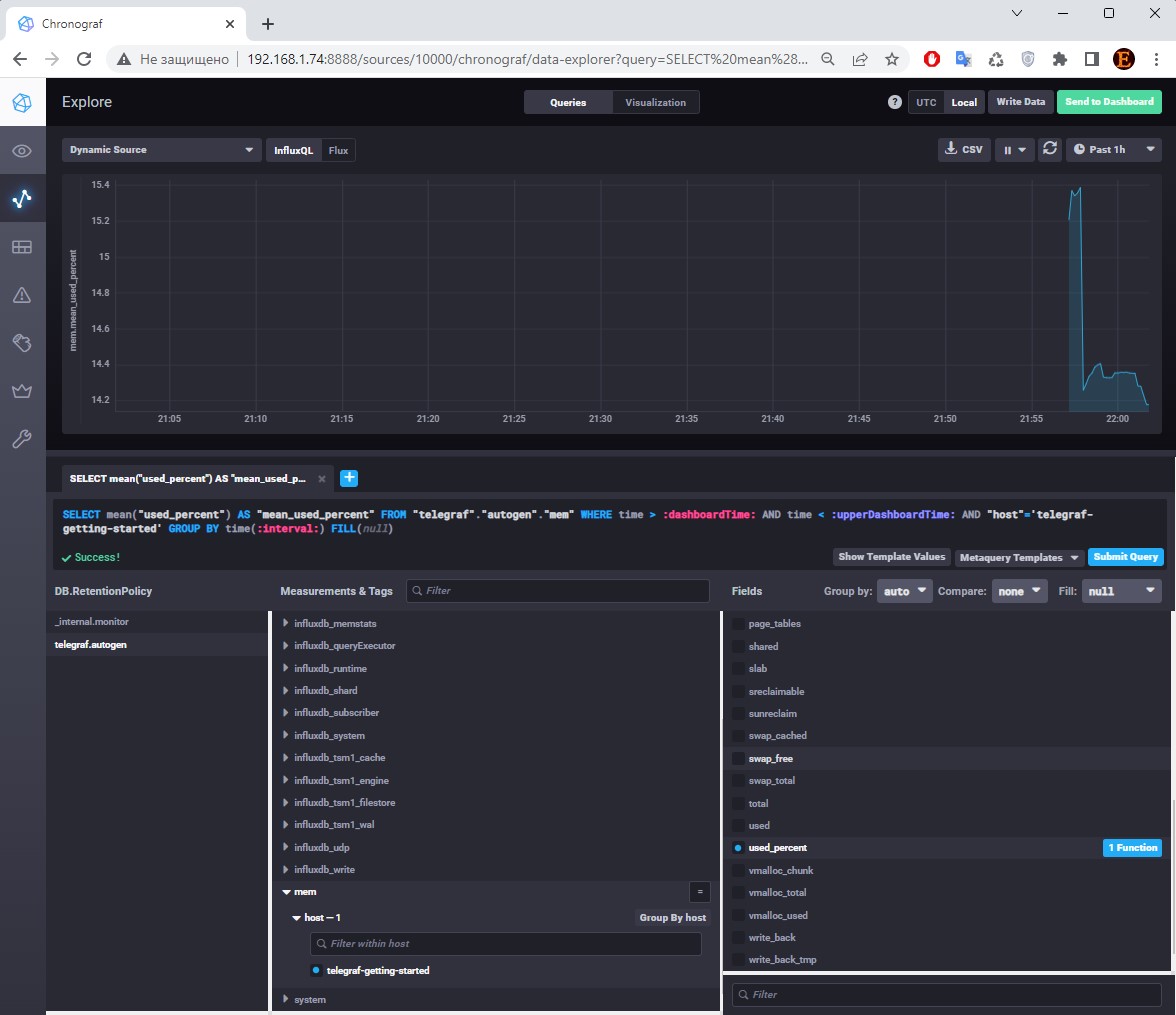 Chronograf
Не защищено
192.168.1.74:8888/sources/10000/chronograf/data-explorer?query=SELECT%20mean%28...
E
Explore
Queries
Visualization
?
UTC
Local
Write Data
Send to Dashboard
Dynamic Source
InfluxQL
Flux
CSV
Past 1h
mem.mean_used_percent
15.4
15.2
15
14.8
14.6
14.4
14.2
21:05 21:10 21:15 21:20 21:25 21:30 21:35 21:40 21:45 21:50 21:55 22:00
SELECT mean("used_percent") AS "mean_used_p...
SELECT mean("used_percent") AS "mean_used_percent" FROM "telegraf"."autogen"."mem" WHERE time > :dashboardTime: AND time < :upperDashboardTime: AND "host"='telegraf-
getting-started' GROUP BY time(:interval:) FILL(null)
Success!
Show Template Values
Metaquery Templates
Submit Query
DB.RetentionPolicy
_internal.monitor
telegraf.autogen
Measurements & Tags
Filter
influxdb_memstats
influxdb_queryExecutor
influxdb_runtime
influxdb_shard
influxdb_subscriber
influxdb_system
influxdb_tsm1_cache
influxdb_tsm1_engine
influxdb_tsm1_filestore
influxdb_tsm1_wal
influxdb_udp
influxdb_write
mem
=
host — 1
Group By host
Filter within host
telegraf-getting-started
system
Fields
Group by: auto
Compare: none
Fill: null
page_tables
shared
slab
sreclaimable
sunreclaim
swap_cached
swap_free
swap_total
total
used
used_percent
1 Function
vmalloc_chunk
vmalloc_total
vmalloc_used
write_back
write_back_tmp
Filter